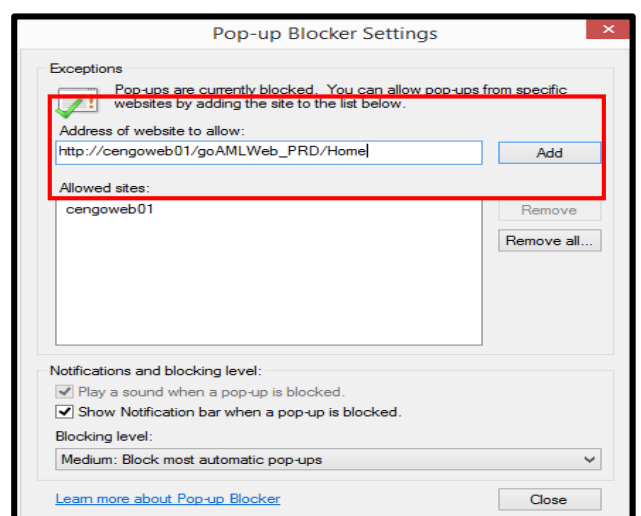 Pop-up Blocker Settings
Exceptions
Pop-ups are currently blocked. You can allow pop-ups from specific
websites by adding the site to the list below.
Address of website to allow:
http://cengoweb01/goAMLWeb_PRD/Home
Add
Allowed sites:
cengoweb01
Remove
Remove all...
Notifications and blocking level:
Play a sound when a pop-up is blocked.
Show Notification bar when a pop-up is blocked.
Blocking level:
Medium: Block most automatic pop-ups
Learn more about Pop-up Blocker
Close